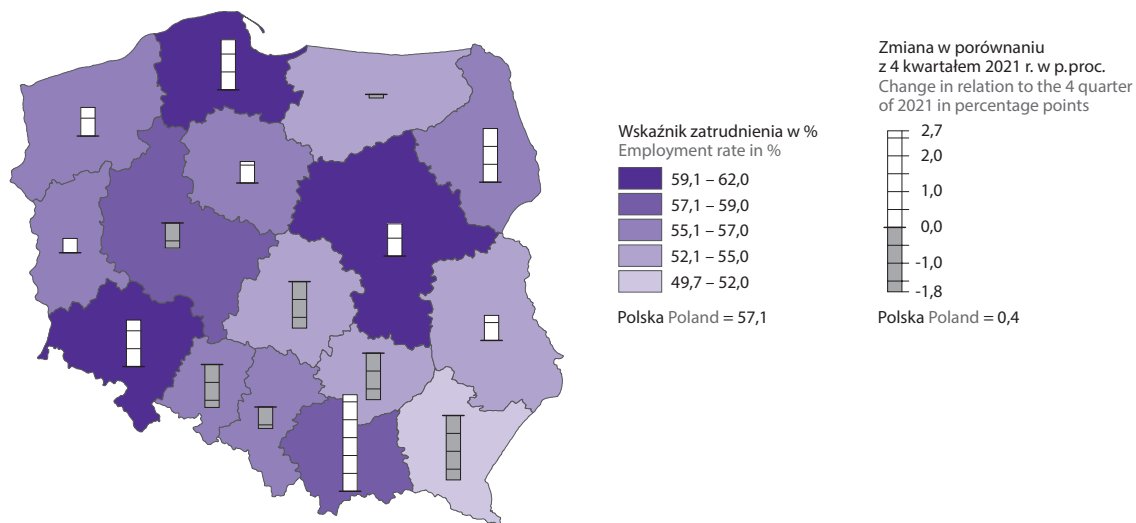 Wskaźnik zatrudnienia w %
Employment rate in %
59,1 – 62,0
57,1 – 59,0
55,1 – 57,0
52,1 – 55,0
49,7 – 52,0
Polska Poland = 57,1
Zmiana w porównaniu
z 4 kwartałem 2021 r. w p.proc.
Change in relation to the 4 quarter
of 2021 in percentage points
2,7
2,0
1,0
0,0
-1,0
-1,8
Polska Poland = 0,4